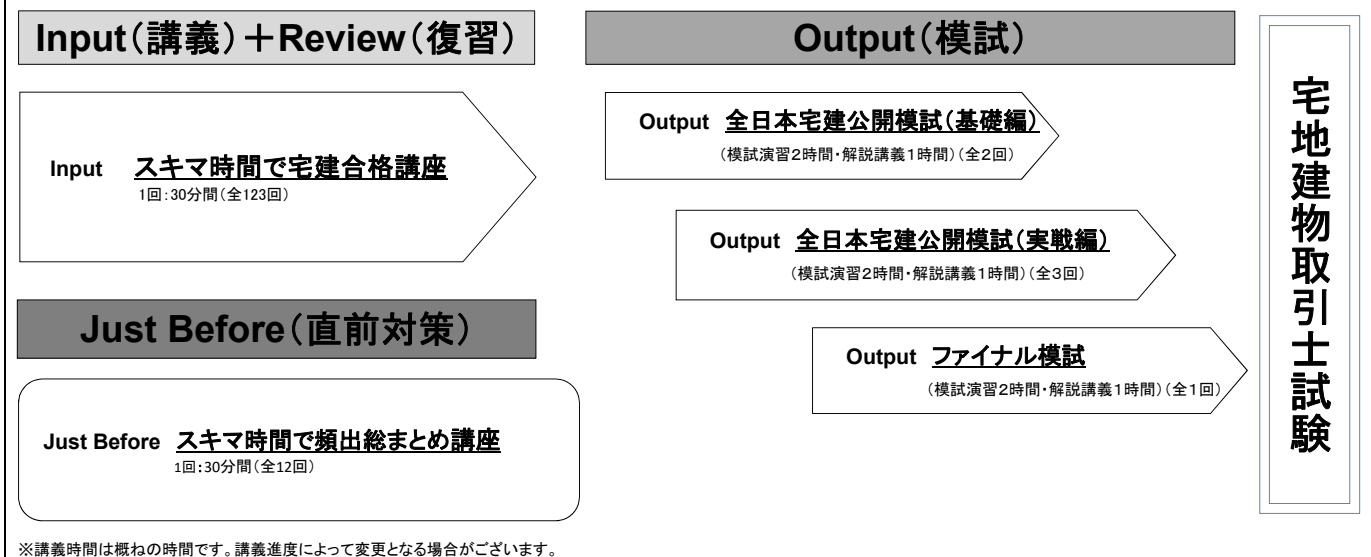 Input（講義）＋Review（復習）
Input スキマ時間で宅建合格講座
1回：30分間（全123回）
Just Before（直前対策）
Just Before スキマ時間で頻出総まとめ講座
1回：30分間（全12回）
※講義時間は概ねの時間です。講義進度によって変更となる場合がございます。
Output（模試）
Output 全日本宅建公開模試（基礎編）
（模試演習2時間・解説講義1時間）（全2回）
Output 全日本宅建公開模試（実戦編）
（模試演習2時間・解説講義1時間）（全3回）
Output ファイナル模試
（模試演習2時間・解説講義1時間）（全1回）
宅地建物取引士試験